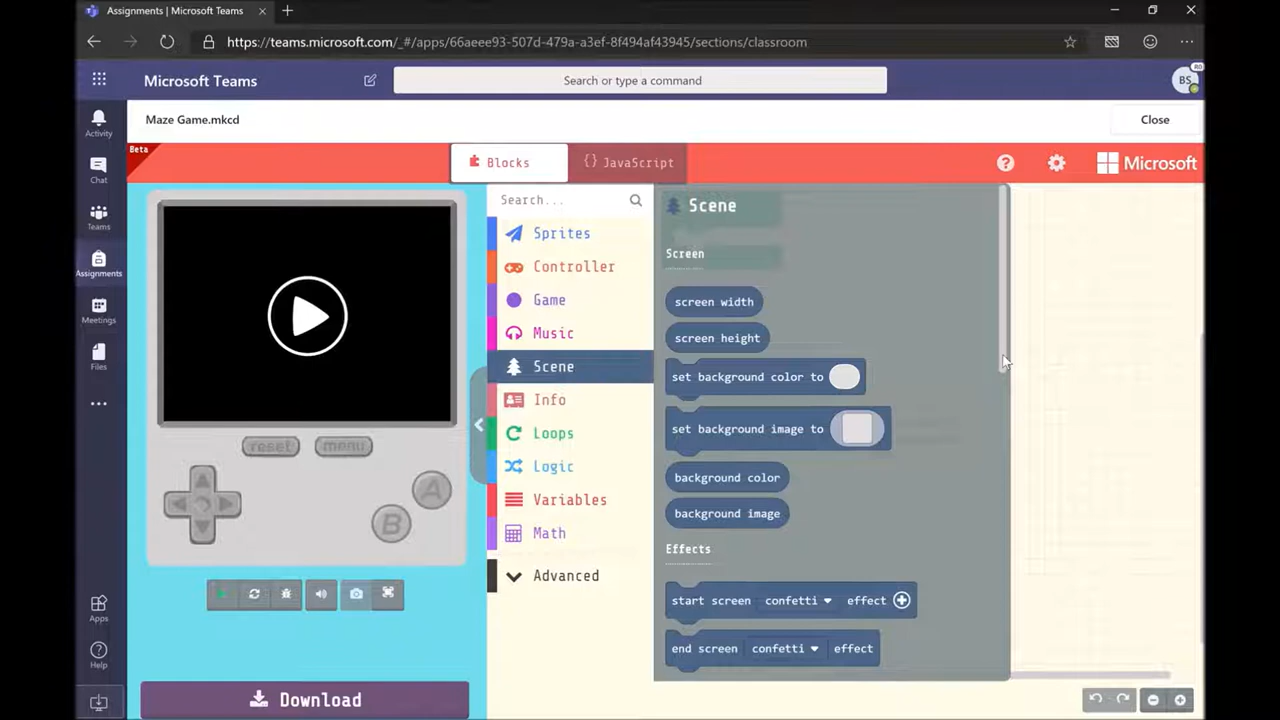 Assignments | Microsoft Teams
https://teams.microsoft.com/_#/apps/66aeee93-507d-479a-a3ef-8f494af43945/sections/classroom
Microsoft Teams
Search or type a command
BS
Maze Game.mkcd
Close
Beta
Blocks
{} JavaScript
Microsoft
Activity
Chat
Teams
Assignments
Meetings
Files
Apps
Help
reset
menu
A
B
Download
Search...
Sprites
Controller
Game
Music
Scene
Info
Loops
Logic
Variables
Math
Advanced
Scene
Screen
screen width
screen height
set background color to
set background image to
background color
background image
Effects
start screen confetti effect
end screen confetti effect